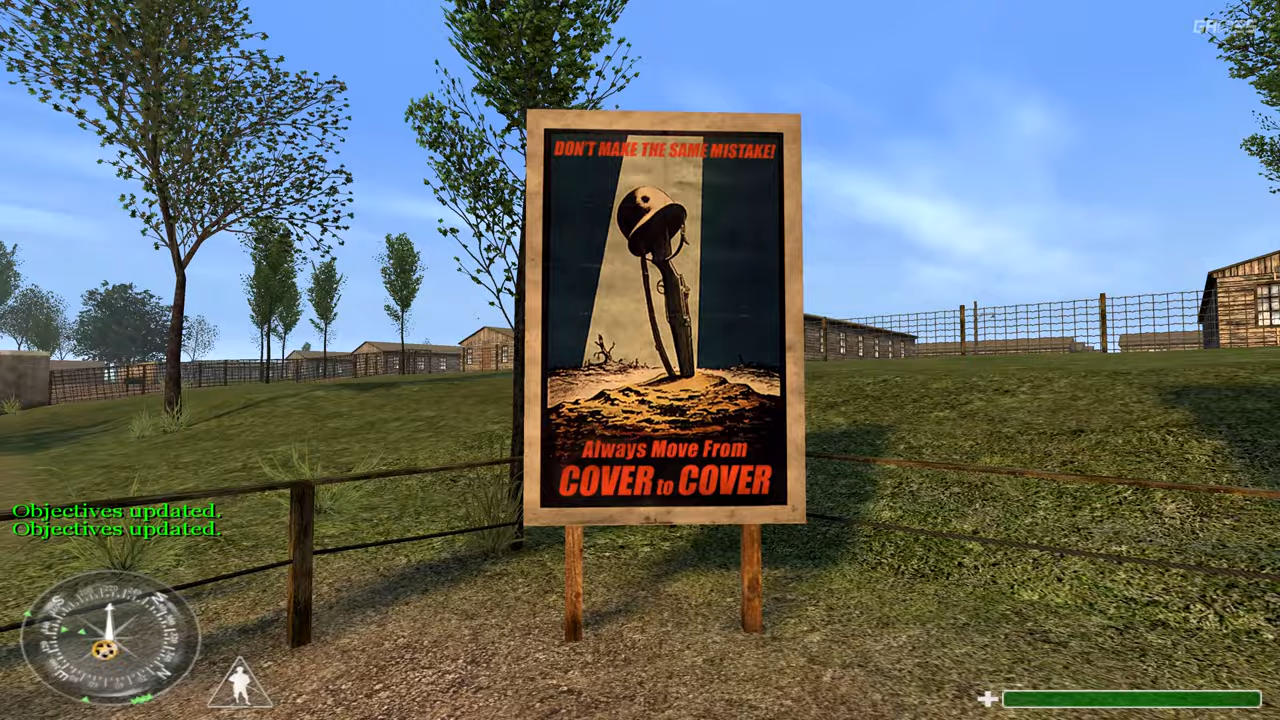 DON'T MAKE THE SAME MISTAKE!
Always Move From
COVER to COVER
Objectives updated.
Objectives updated.